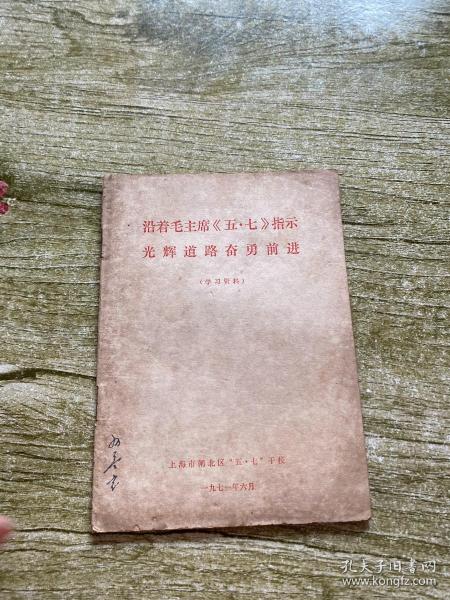 沿着毛主席《五·七》指示
光辉道路奋勇前进
（学习资料）
上海市闸北区“五·七”干校
一九七一年六月
孔夫子旧书网
www.kongfz.com